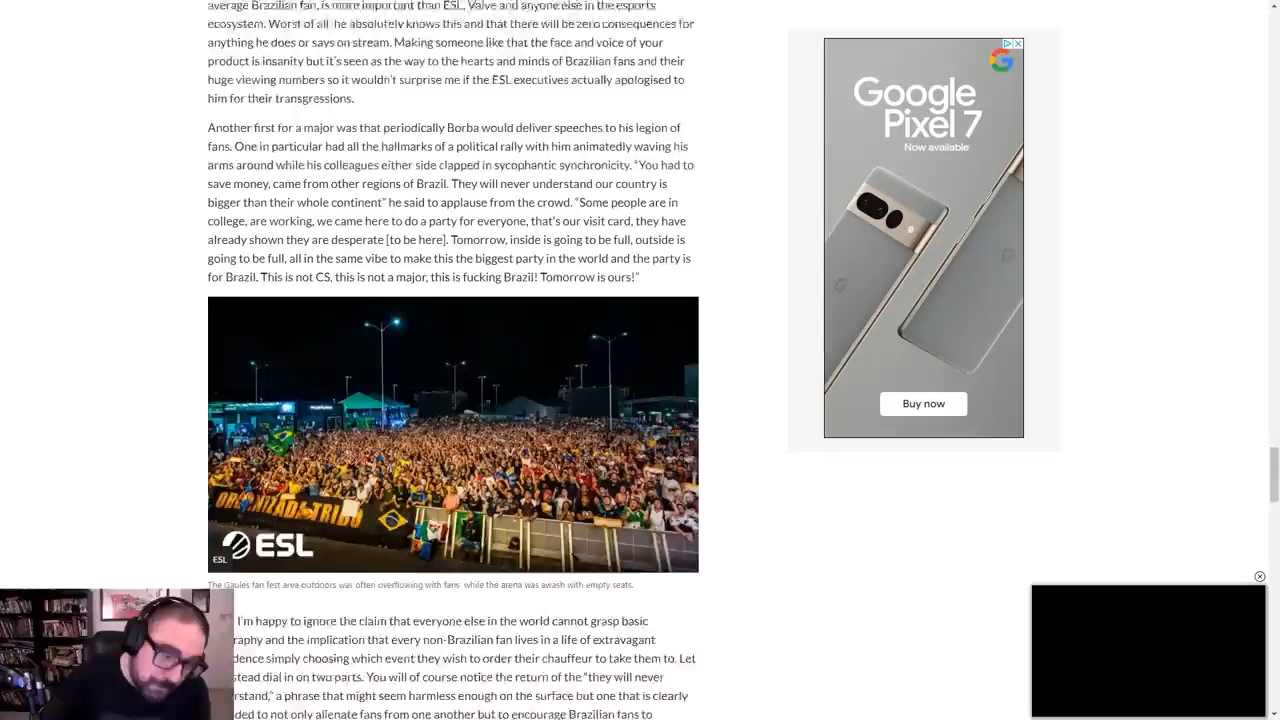 average Brazilian fan, is more important than ESL, Valve and anyone else in the esports
ecosystem. Worst of all he absolutely knows this and that there will be zero consequences for
anything he does or says on stream. Making someone like that the face and voice of your
product is insanity but it's seen as the way to the hearts and minds of Brazilian fans and their
huge viewing numbers so it wouldn't surprise me if the ESL executives actually apologised to
him for their transgressions.
Another first for a major was that periodically Borba would deliver speeches to his legion of
fans. One in particular had all the hallmarks of a political rally with him animatedly waving his
arms around while his colleagues either side clapped in sycophantic synchronicity. “You had to
save money, came from other regions of Brazil. They will never understand our country is
bigger than their whole continent” he said to applause from the crowd. “Some people are in
college, are working, we came here to do a party for everyone, that's our visit card, they have
already shown they are desperate [to be here]. Tomorrow, inside is going to be full, outside is
going to be full, all in the same vibe to make this the biggest party in the world and the party is
for Brazil. This is not CS, this is not a major, this is fucking Brazil! Tomorrow is ours!”
ORGANIZADA TRIBO
ESL
ESL
The Gaules fan fest area outdoors was often overflowing with fans while the arena was awash with empty seats.
I'm happy to ignore the claim that everyone else in the world cannot grasp basic
raphy and the implication that every non-Brazilian fan lives in a life of extravagant
dence simply choosing which event they wish to order their chauffeur to take them to. Let
stead dial in on two parts. You will of course notice the return of the “they will never
rstand,” a phrase that might seem harmless enough on the surface but one that is clearly
ded to not only alienate fans from one another but to encourage Brazilian fans to
Google
Pixel 7
Now available
Buy now